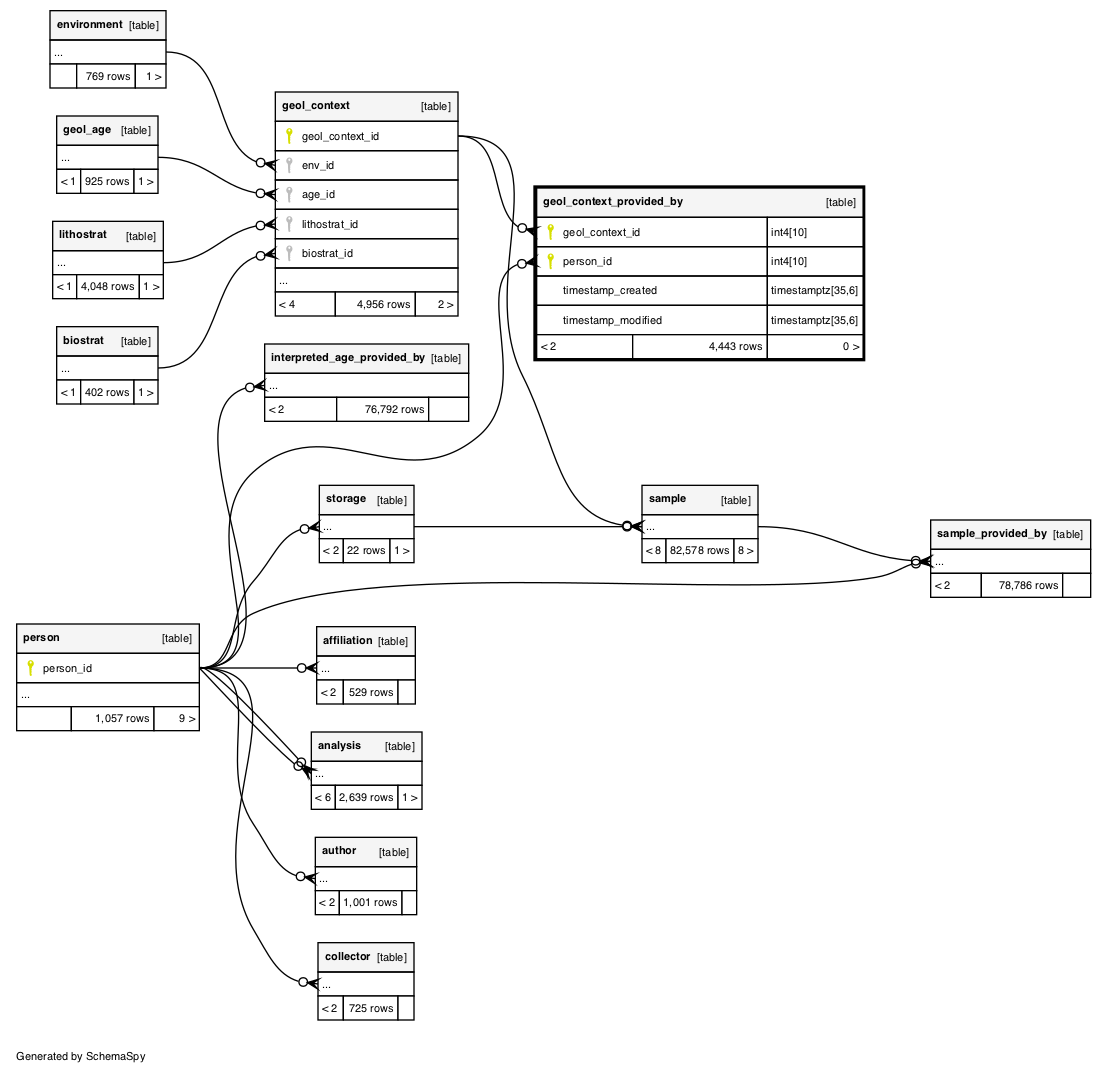 environment [table]
...
769 rows 1 >
geol_age [table]
...
< 1 925 rows 1 >
lithostrat [table]
...
< 1 4,048 rows 1 >
biostrat [table]
...
< 1 402 rows 1 >
geol_context [table]
geol_context_id
env_id
age_id
lithostrat_id
biostrat_id
...
< 4 4,956 rows 2 >
geol_context_provided_by [table]
geol_context_id int4[10]
person_id int4[10]
timestamp_created timestamptz[35,6]
timestamp_modified timestamptz[35,6]
< 2 4,443 rows 0 >
interpreted_age_provided_by [table]
...
< 2 76,792 rows
storage [table]
...
< 2 22 rows 1 >
sample [table]
...
< 8 82,578 rows 8 >
sample_provided_by [table]
...
< 2 78,786 rows
person [table]
person_id
...
1,057 rows 9 >
affiliation [table]
...
< 2 529 rows
analysis [table]
...
< 6 2,639 rows 1 >
author [table]
...
< 2 1,001 rows
collector [table]
...
< 2 725 rows
Generated by SchemaSpy